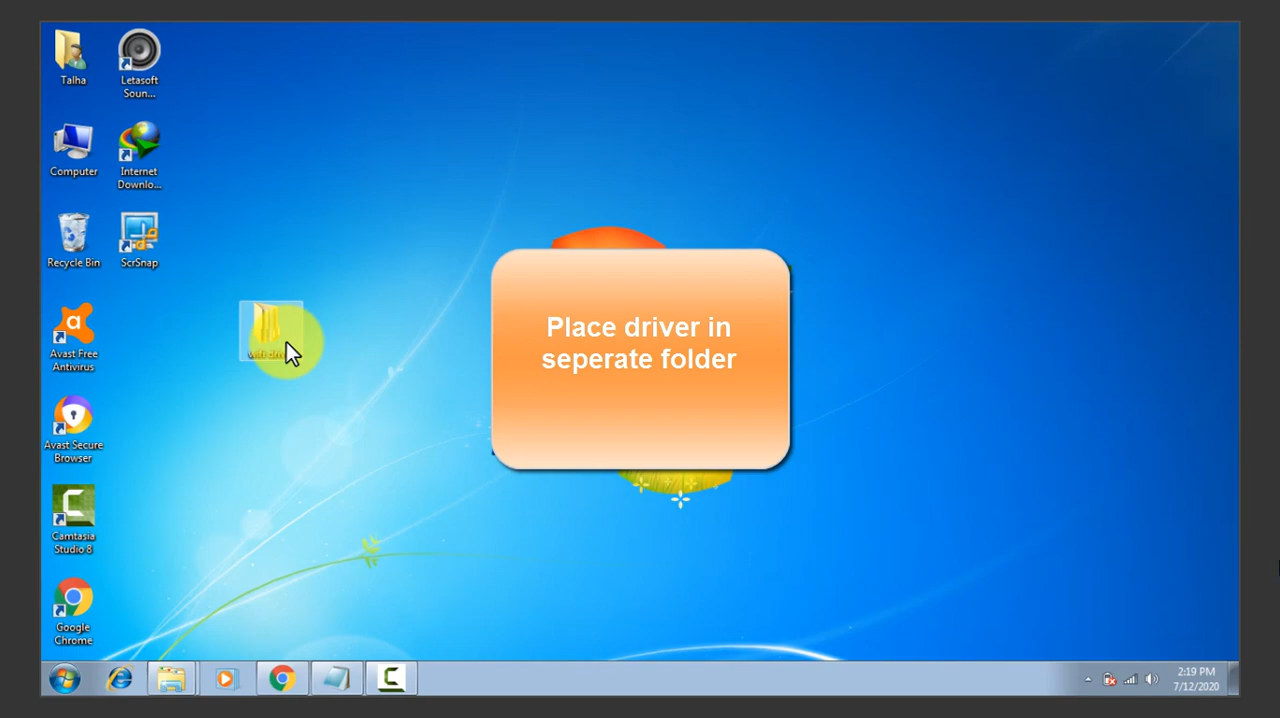 Talha
Letasoft
Soun...
Computer
Internet
Downlo...
Recycle Bin
ScrSnap
wifi
Avast Free
Antivirus
Place driver in
seperate folder
Avast Secure
Browser
Camtasia
Studio 8
Google
Chrome
2:19 PM
7/12/2020